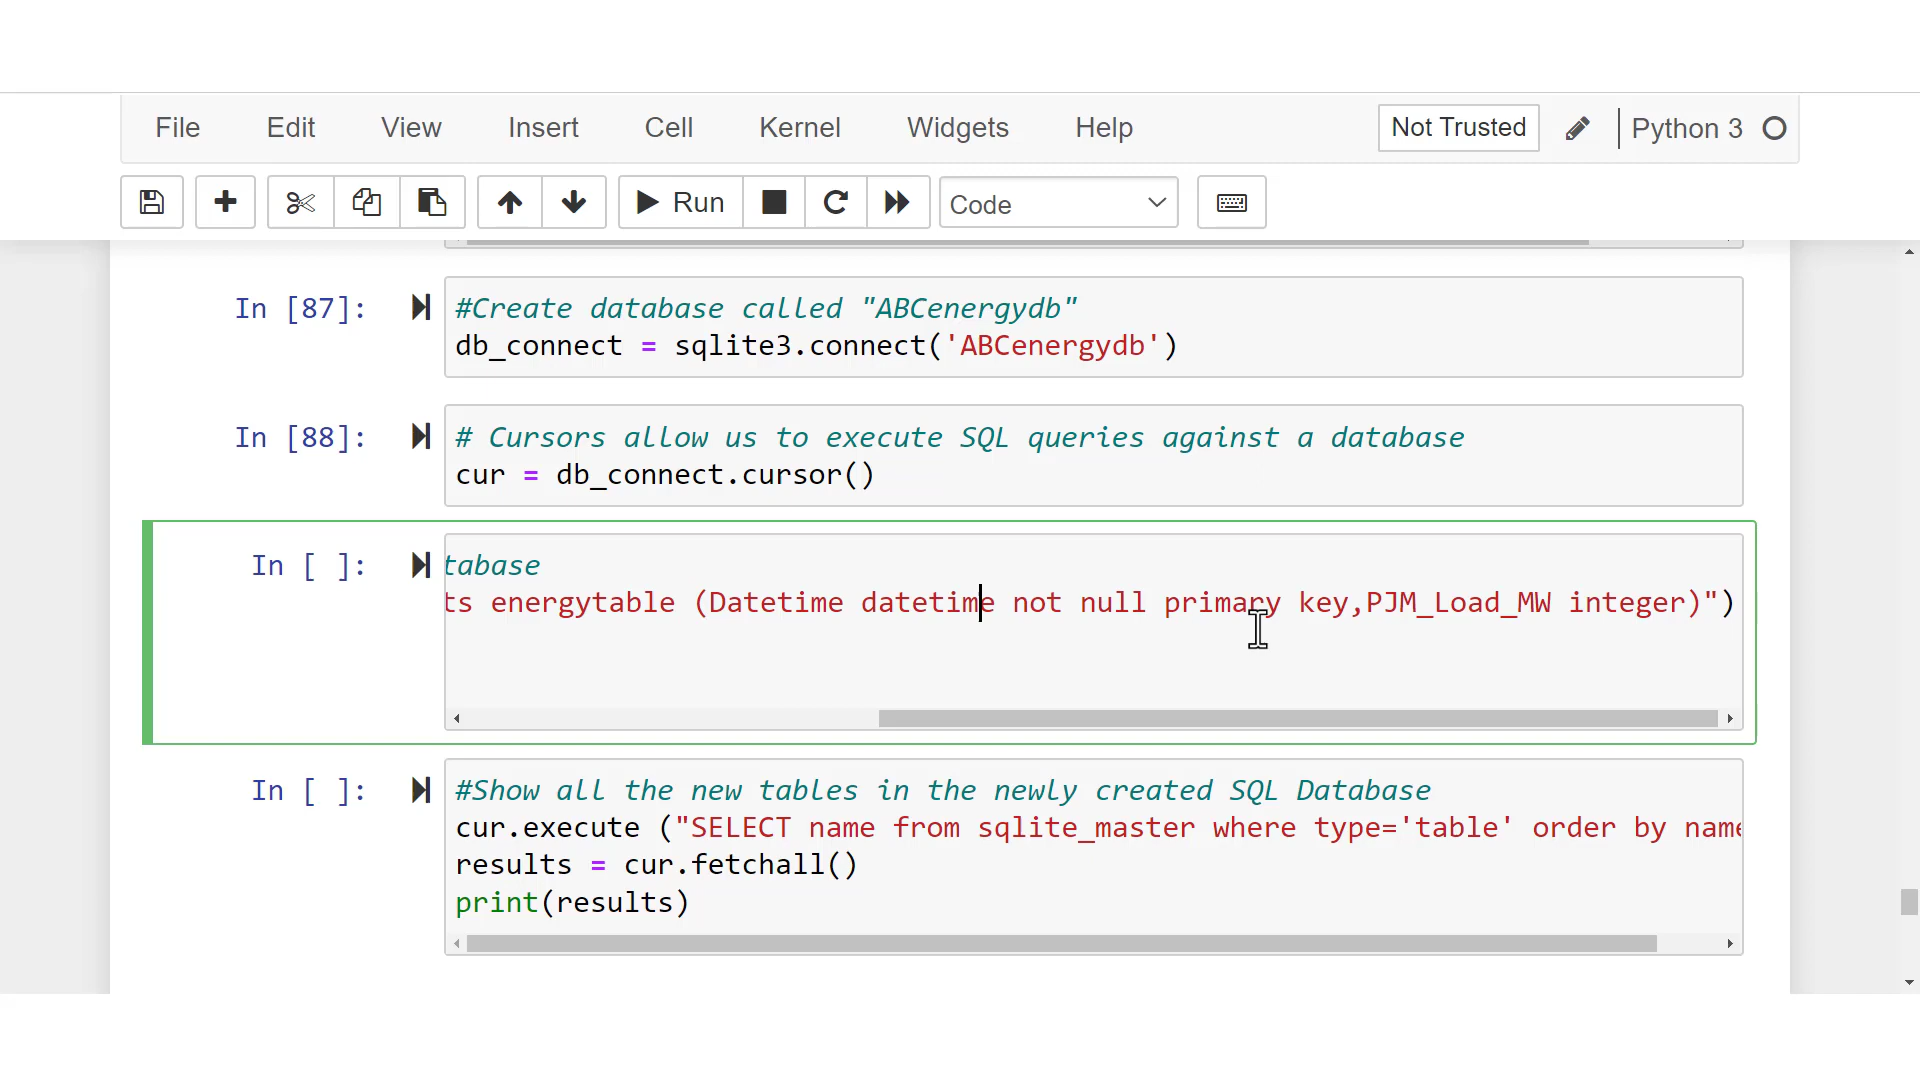 File Edit View Insert Cell Kernel Widgets Help Not Trusted Python 3
Run Code
In [87]: #Create database called "ABCenergydb"
db_connect = sqlite3.connect('ABCenergydb')
In [88]: # Cursors allow us to execute SQL queries against a database
cur = db_connect.cursor()
In [ ]: tabase
ts energytable (Datetime datetime not null primary key,PJM_Load_MW integer)")
In [ ]: #Show all the new tables in the newly created SQL Database
cur.execute ("SELECT name from sqlite_master where type='table' order by name
results = cur.fetchall()
print(results)